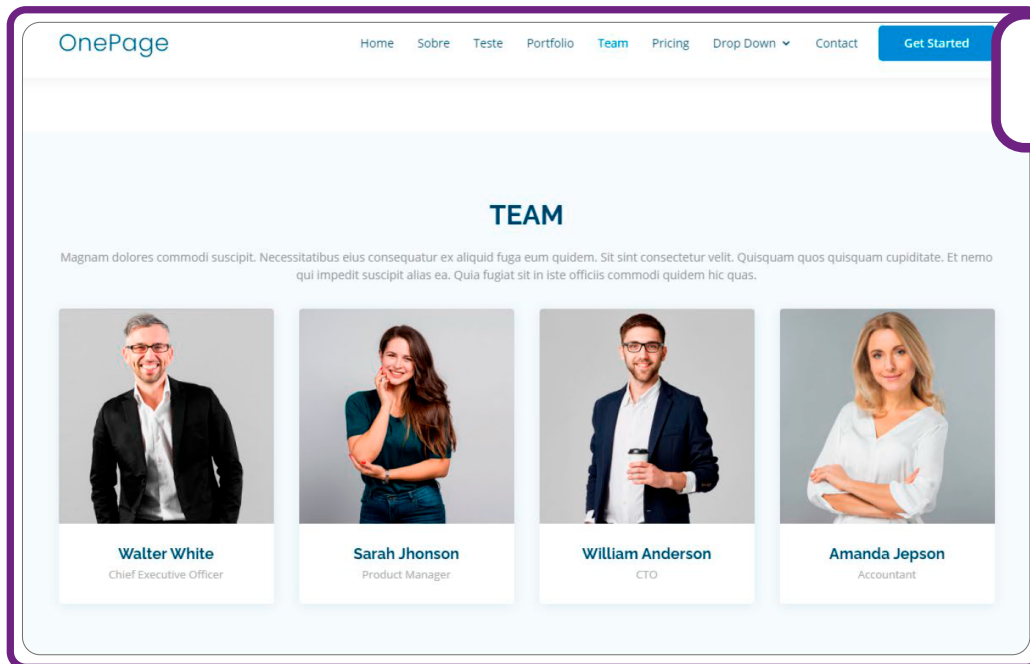 OnePage
Home Sobre Teste Portfolio Team Pricing Drop Down Contact Get Started
TEAM
Magnam dolores commodi suscipit. Necessitatibus eius consequatur ex aliquid fuga eum quidem. Sit sint consectetur velit. Quisquam quos quisquam cupiditate. Et nemo
qui impedit suscipit alias ea. Quia fugiat sit in iste officiis commodi quidem hic quas.
Walter White
Chief Executive Officer
Sarah Jhonson
Product Manager
William Anderson
CTO
Amanda Jepson
Accountant